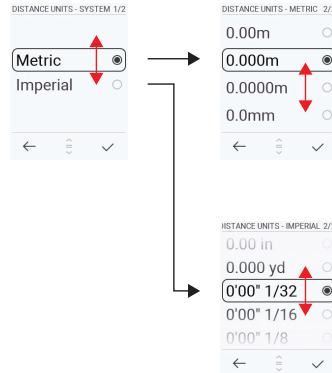 DISTANCE UNITS - SYSTEM 1/2
Metric
Imperial
DISTANCE UNITS - METRIC 2/
0.00m
0.000m
0.0000m
0.0mm
ISTANCE UNITS - IMPERIAL 2/
0.00 in
0.000 yd
0'00" 1/32
0'00" 1/16
0'00" 1/8